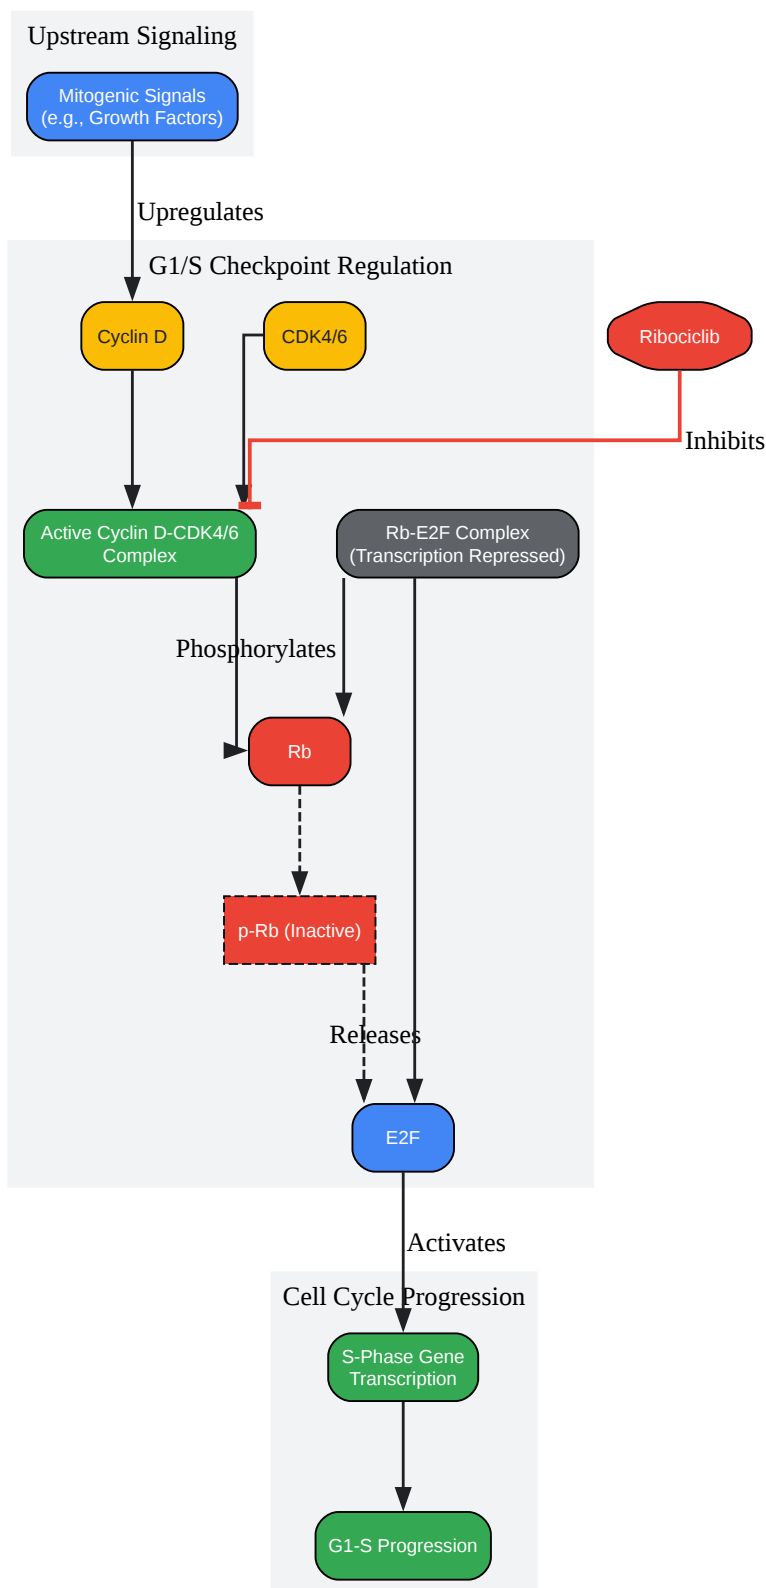 Upstream Signaling
Mitogenic Signals
(e.g., Growth Factors)
Upregulates
G1/S Checkpoint Regulation
Cyclin D
CDK4/6
Ribociclib
Inhibits
Active Cyclin D-CDK4/6
Complex
Rb-E2F Complex
(Transcription Repressed)
Phosphorylates
Rb
p-Rb (Inactive)
Releases
E2F
Activates
Cell Cycle Progression
S-Phase Gene
Transcription
G1-S Progression